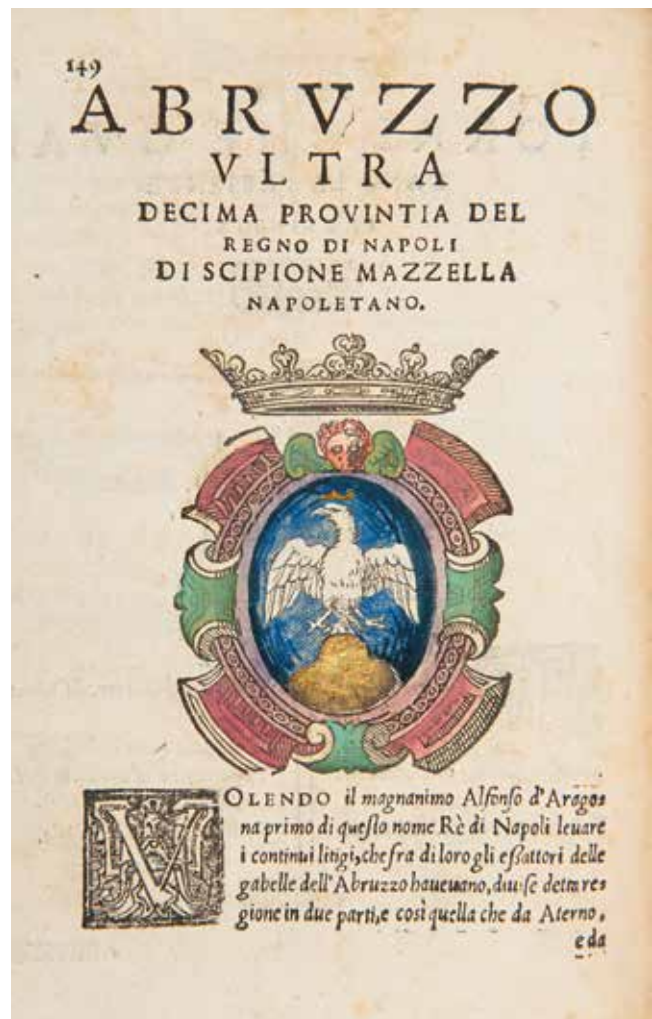 149
ABRVZZO
VLTRA
DECIMA PROVINTIA DEL
REGNO DI NAPOLI
DI SCIPIONE MAZZELLA
NAPOLETANO.
VOLENDO il magnanimo Alfonso d'Arago=
na primo di questo nome Rè di Napoli leuare
i continui litigi, che fra di loro gli essattori delle
gabelle dell'Abruzzo haueuano, diuise detta re=
gione in due parti, e così quella che da Aterno,
e da